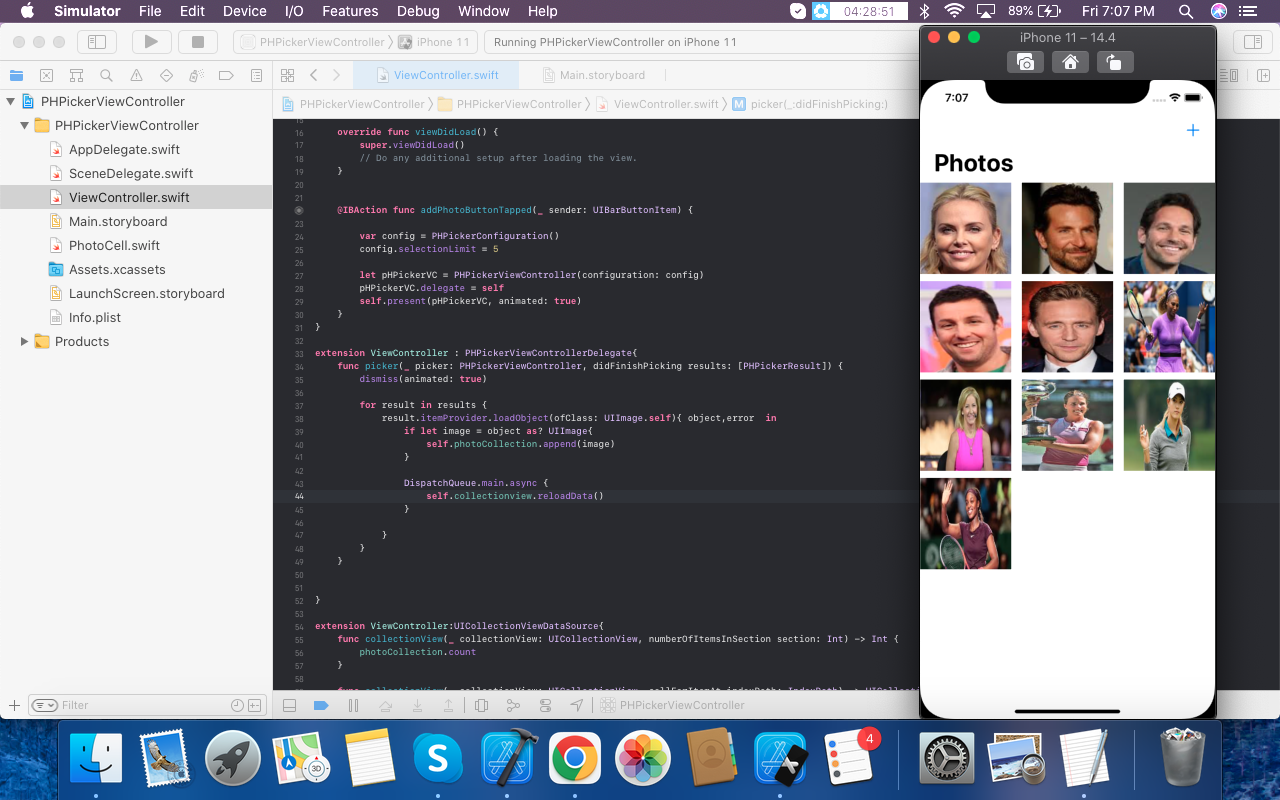 Simulator File Edit Device I/O Features Debug Window Help 04:28:51 89% Fri 7:07 PM
PHPickerViewController iPhone 11 Running PHPickerViewController on iPhone 11
iPhone 11 – 14.4
ViewController.swift Main.storyboard
PHPickerViewController PHPickerViewController ViewController.swift M picker(_:didFinishPicking:)
PHPickerViewController
PHPickerViewController
AppDelegate.swift
SceneDelegate.swift
ViewController.swift
Main.storyboard
PhotoCell.swift
Assets.xcassets
LaunchScreen.storyboard
Info.plist
Products
Filter
15
16 override func viewDidLoad() {
17 super.viewDidLoad()
18 // Do any additional setup after loading the view.
19 }
20
21
@IBAction func addPhotoButtonTapped(_ sender: UIBarButtonItem) {
23
24 var config = PHPickerConfiguration()
25 config.selectionLimit = 5
26
27 let pHPickerVC = PHPickerViewController(configuration: config)
28 pHPickerVC.delegate = self
29 self.present(pHPickerVC, animated: true)
30 }
31 }
32
33 extension ViewController : PHPickerViewControllerDelegate{
34 func picker(_ picker: PHPickerViewController, didFinishPicking results: [PHPickerResult]) {
35 dismiss(animated: true)
36
37 for result in results {
38 result.itemProvider.loadObject(ofClass: UIImage.self){ object,error in
39 if let image = object as? UIImage{
40 self.photoCollection.append(image)
41 }
42
43 DispatchQueue.main.async {
44 self.collectionview.reloadData()
45 }
46
47 }
48 }
49 }
50
51
52 }
53
54 extension ViewController:UICollectionViewDataSource{
55 func collectionView(_ collectionView: UICollectionView, numberOfItemsInSection section: Int) -> Int {
56 photoCollection.count
57 }
58
PHPickerViewController
7:07
Photos
3D
4